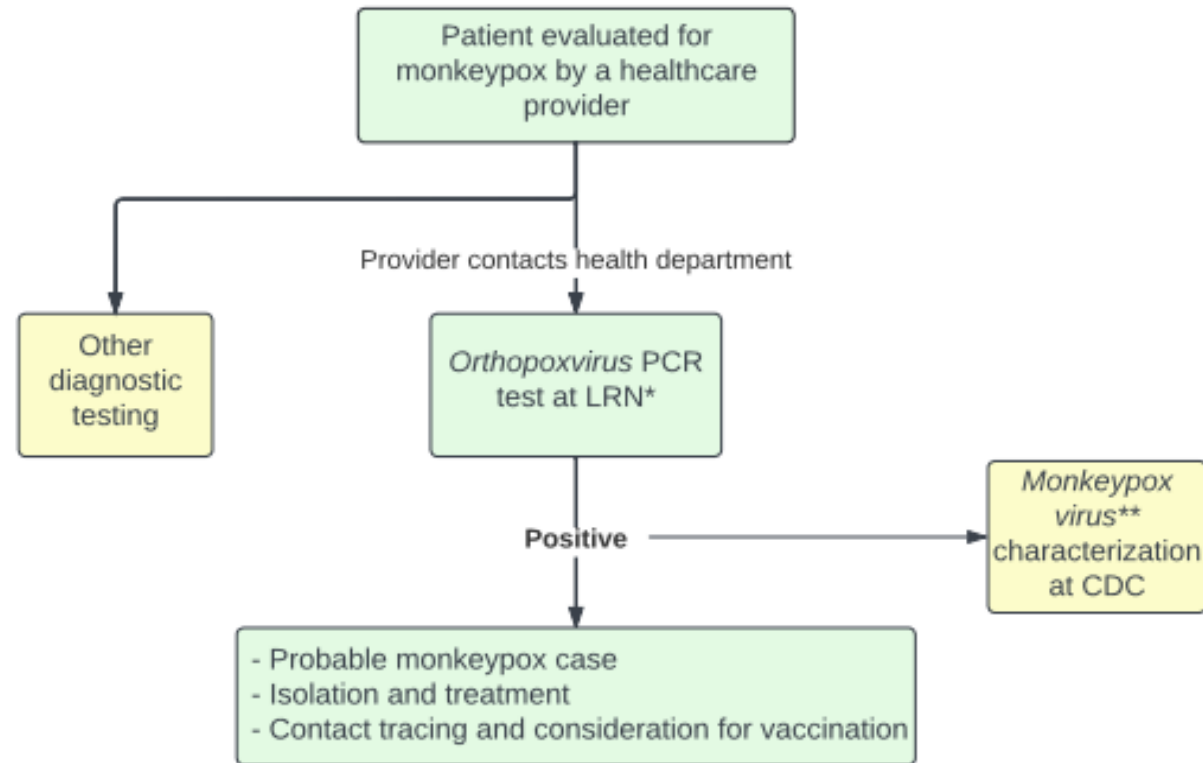 Patient evaluated for
monkeypox by a healthcare
provider
Provider contacts health department
Other
diagnostic
testing
Orthopoxvirus PCR
test at LRN*
Positive
Monkeypox
virus**
characterization
at CDC
- Probable monkeypox case
- Isolation and treatment
- Contact tracing and consideration for vaccination